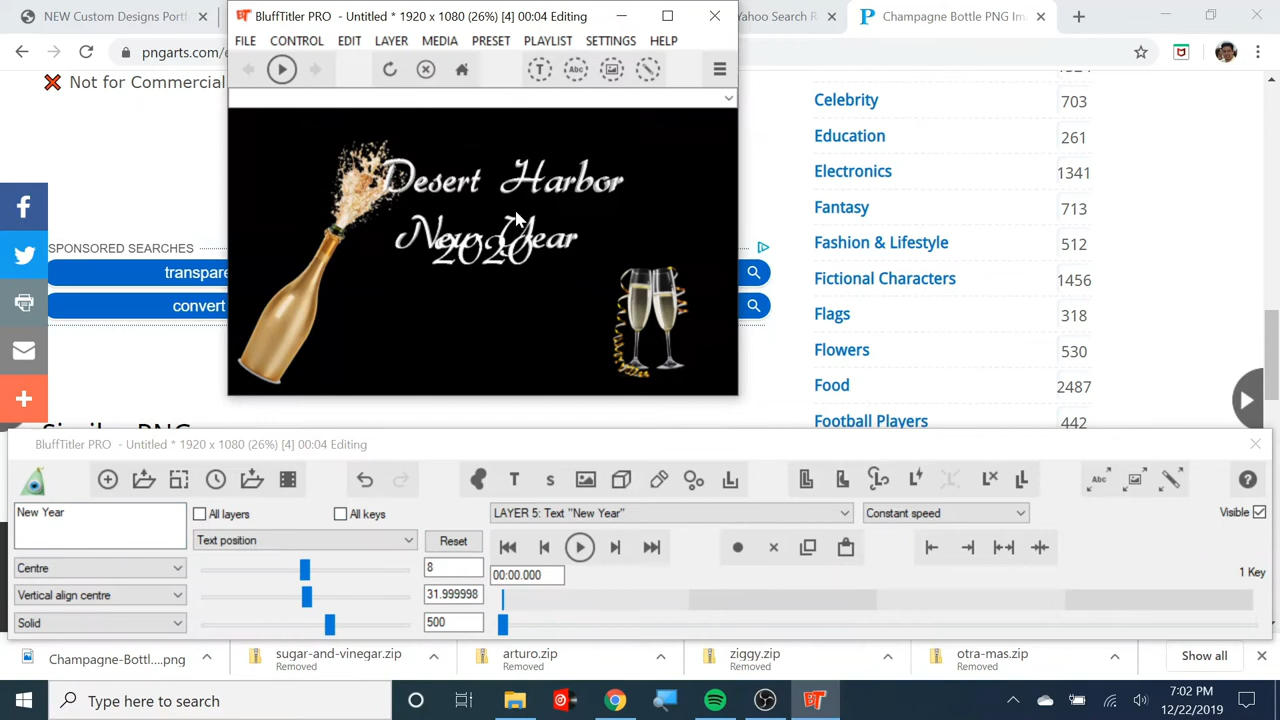 NEW Custom Designs Portf
BluffTitler PRO - Untitled * 1920 x 1080 (26%) [4] 00:04 Editing
Yahoo Search R
Champagne Bottle PNG Im
pngarts.com/e
FILE CONTROL EDIT LAYER MEDIA PRESET PLAYLIST SETTINGS HELP
Not for Commercial
T Abc
Celebrity 703
Education 261
Electronics 1341
Fantasy 713
Fashion & Lifestyle 512
Fictional Characters 1456
Flags 318
Flowers 530
Food 2487
Football Players 442
SPONSORED SEARCHES
transpare
convert
Desert Harbor
New Year
2020
BluffTitler PRO - Untitled * 1920 x 1080 (26%) [4] 00:04 Editing
T S Abc
New Year
All layers
All keys
LAYER 5: Text "New Year"
Constant speed
Visible
Text position
Reset
Centre
8
00:00.000
1 Key
Vertical align centre
31.999998
Solid
500
Champagne-Bottl....png
sugar-and-vinegar.zip
Removed
arturo.zip
Removed
ziggy.zip
Removed
otra-mas.zip
Removed
Show all
Type here to search
7:02 PM
12/22/2019